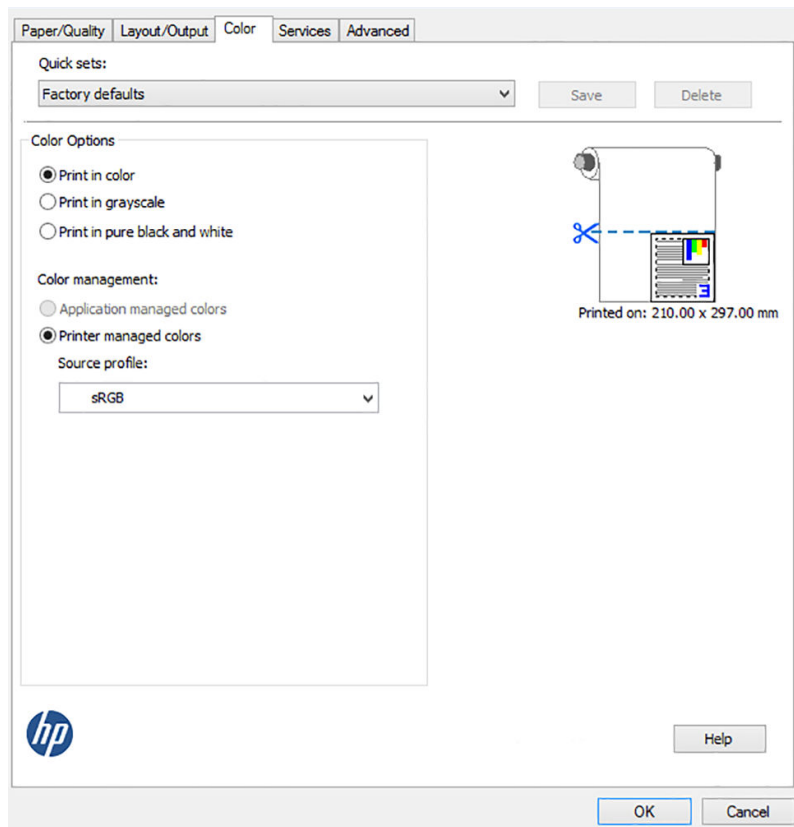 Paper/Quality Layout/Output Color Services Advanced
Quick sets:
Factory defaults Save Delete
Color Options
Print in color
Print in grayscale
Print in pure black and white
Color management:
Application managed colors
Printer managed colors
Source profile:
sRGB
Printed on: 210.00 x 297.00 mm
hp
Help
OK Cancel